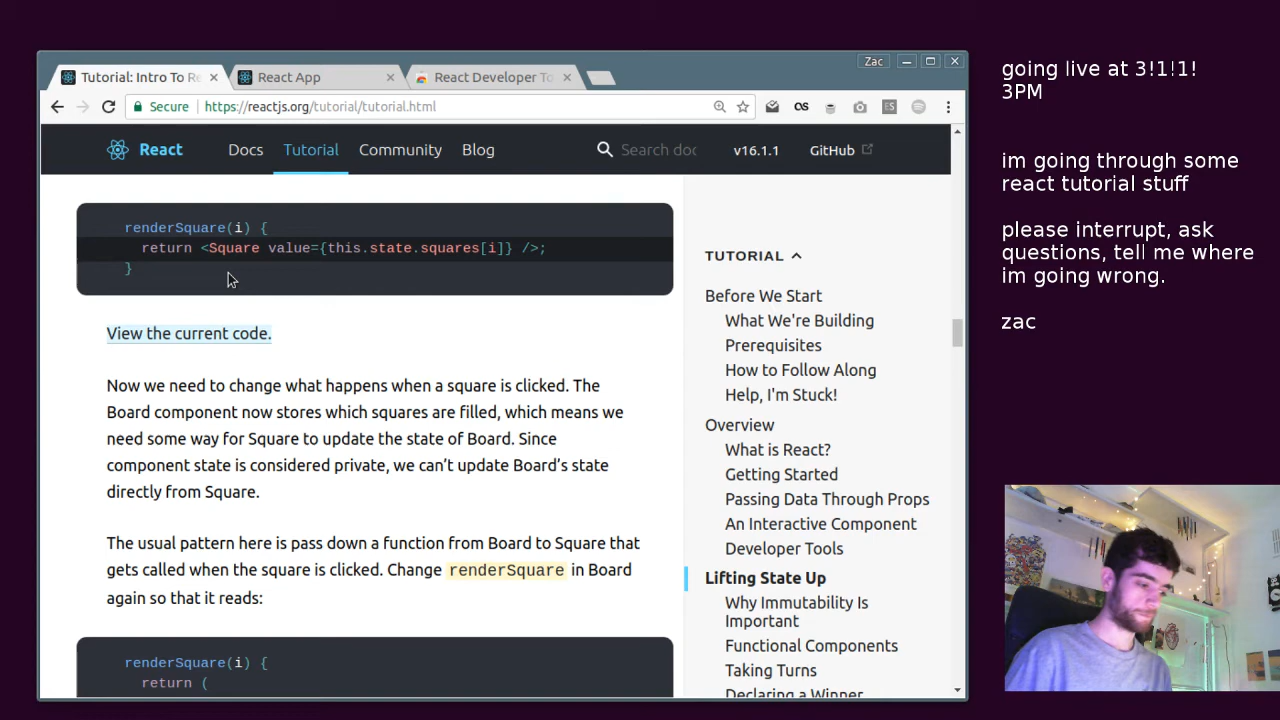 Tutorial: Intro To Re
React App
React Developer To
Zac
Secure
https://reactjs.org/tutorial/tutorial.html
OS
ES
React
Docs
Tutorial
Community
Blog
Search doc
v16.1.1
GitHub
renderSquare(i) {
return <Square value={this.state.squares[i]} />;
}
View the current code.
Now we need to change what happens when a square is clicked. The
Board component now stores which squares are filled, which means we
need some way for Square to update the state of Board. Since
component state is considered private, we can’t update Board’s state
directly from Square.
The usual pattern here is pass down a function from Board to Square that
gets called when the square is clicked. Change renderSquare in Board
again so that it reads:
renderSquare(i) {
return (
TUTORIAL
Before We Start
What We're Building
Prerequisites
How to Follow Along
Help, I'm Stuck!
Overview
What is React?
Getting Started
Passing Data Through Props
An Interactive Component
Developer Tools
Lifting State Up
Why Immutability Is
Important
Functional Components
Taking Turns
Declaring a Winner
going live at 3!1!1!
3PM
im going through some
react tutorial stuff
please interrupt, ask
questions, tell me where
im going wrong.
zac